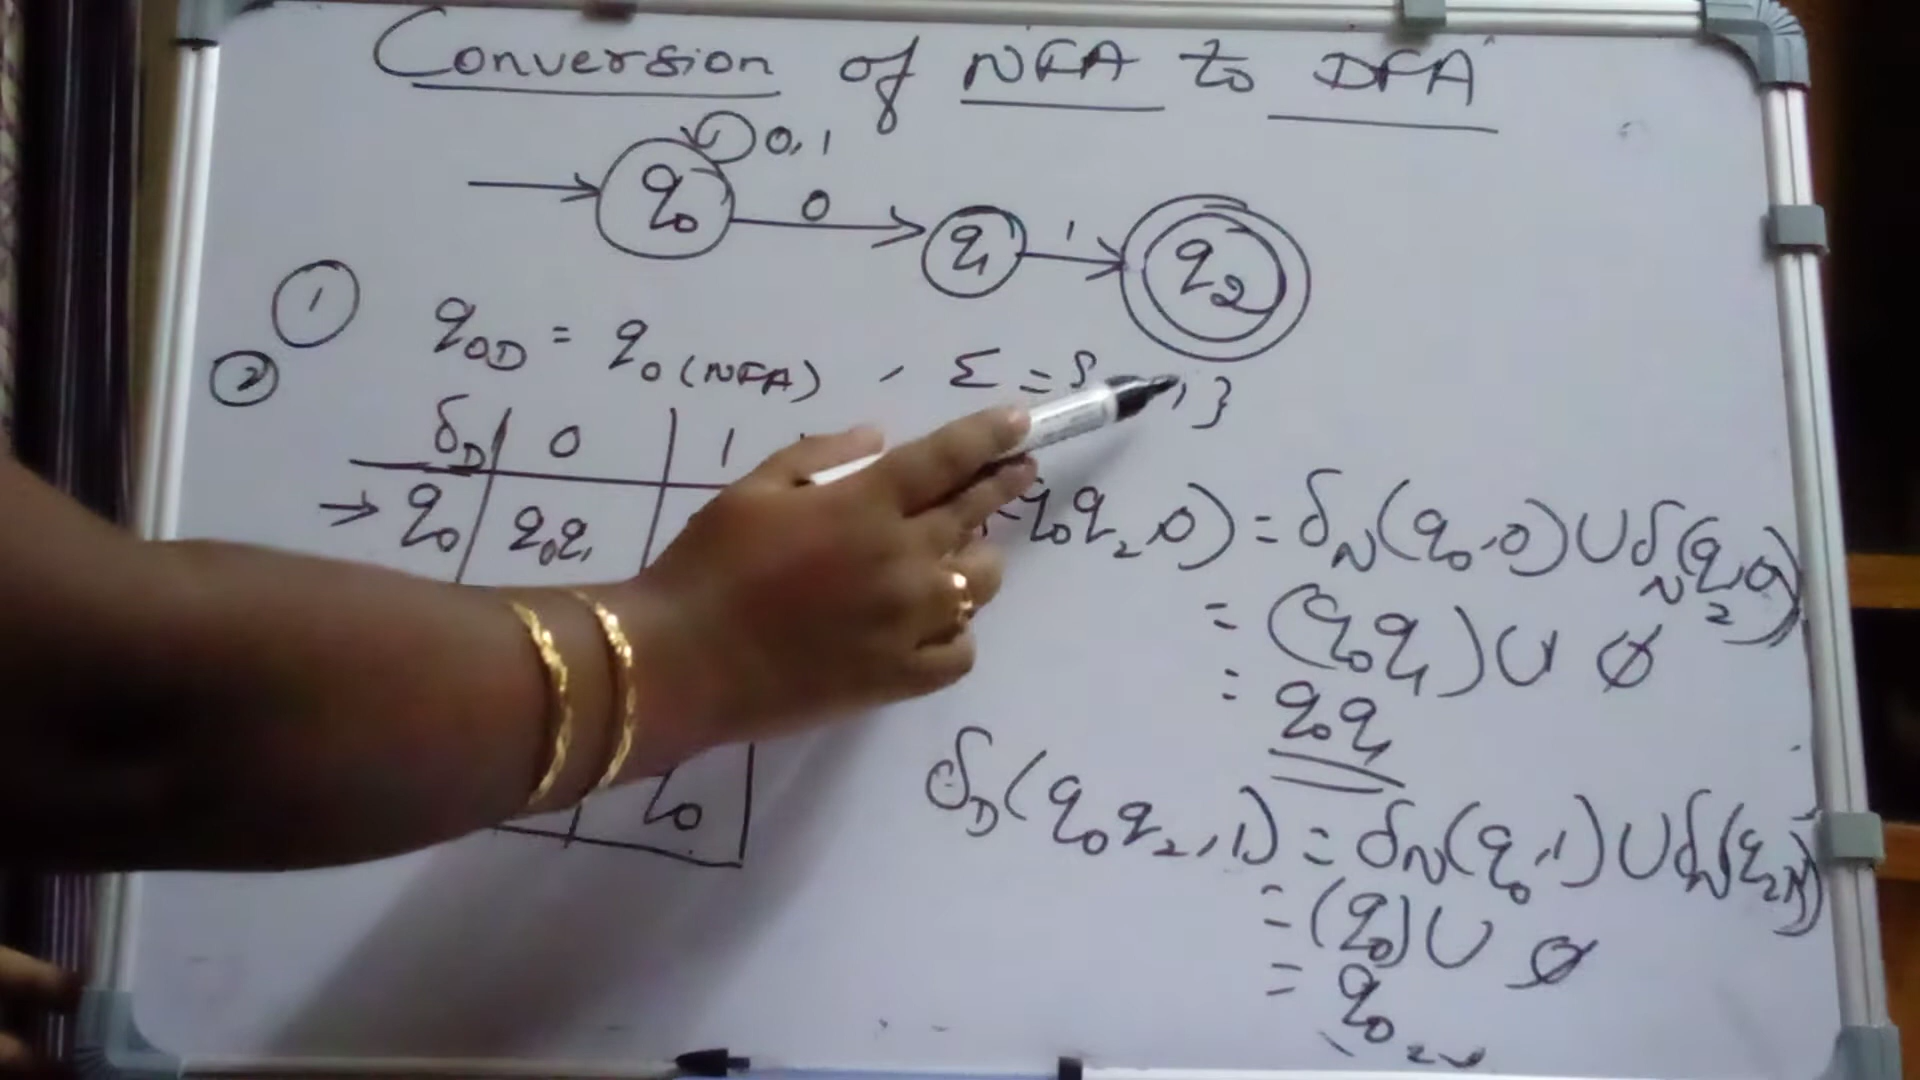 Conversion of NFA to DFA
0,1
q0 0 q1 1 q2
1
q0D = q0 (NFA) , Σ = { , }
2
δD 0 1
→ q0 q0q1
q0q2,0) = δN(q0,0) ∪ δN(q2,0)
= (q0q1) ∪ φ
= q0q1
q0
δD(q0q2,1) = δN(q0,1) ∪ δN(q2,1)
= (q0) ∪ φ
= q0